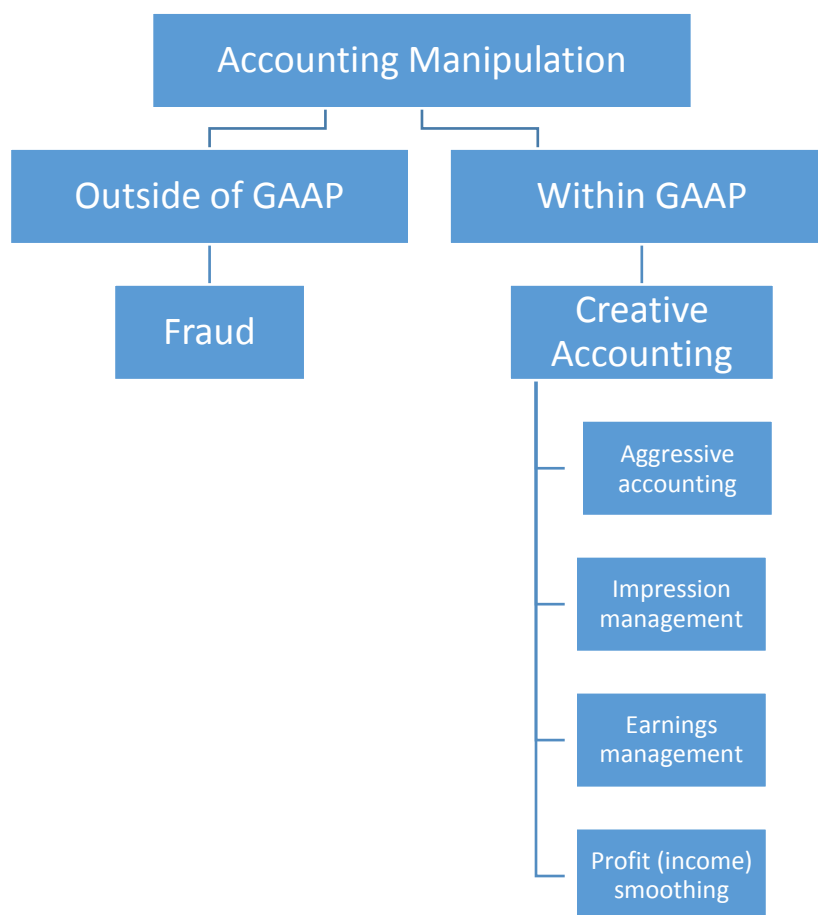 Accounting Manipulation
Outside of GAAP
Within GAAP
Fraud
Creative
Accounting
Aggressive
accounting
Impression
management
Earnings
management
Profit (income)
smoothing